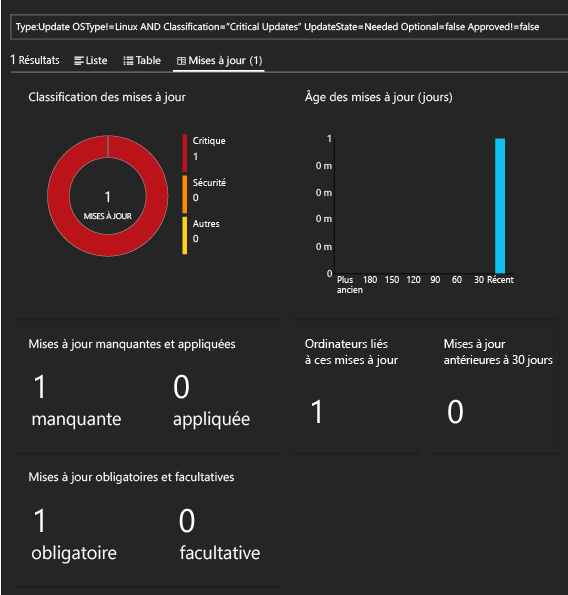 Type:Update OSType!=Linux AND Classification="Critical Updates" UpdateState=Needed Optional=false Approved!=false
1 Résultats
Liste
Table
Mises à jour (1)
Classification des mises à jour
1
MISES À JOUR
Critique
1
Sécurité
0
Autres
0
Âge des mises à jour (jours)
1
0 m
0 m
0 m
0 m
0
Plus
ancien
180
150
120
90
60
30
Récent
Mises à jour manquantes et appliquées
1
manquante
0
appliquée
Ordinateurs liés
à ces mises à jour
1
Mises à jour
antérieures à 30 jours
0
Mises à jour obligatoires et facultatives
1
obligatoire
0
facultative